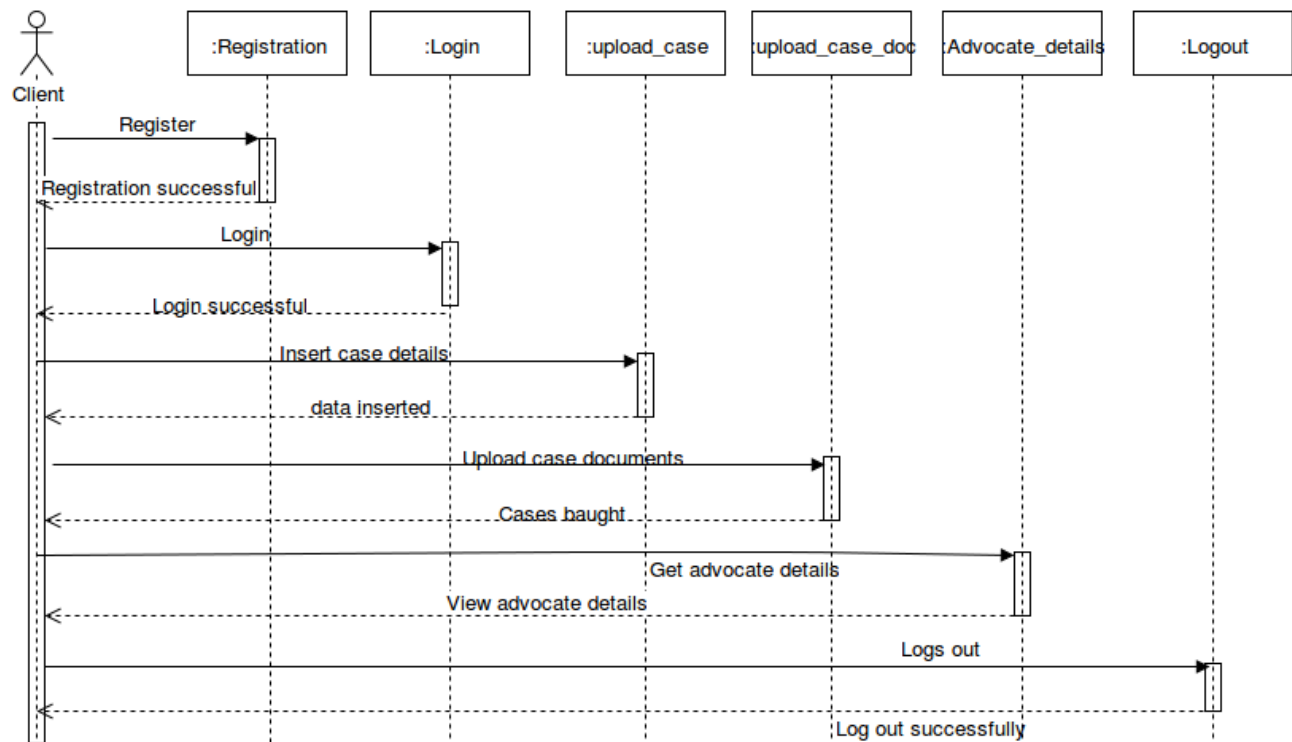 :Registration
:Login
:upload_case
:upload_case_doc
:Advocate_details
:Logout
Client
Register
Registration successful
Login
Login successful
Insert case details
data inserted
Upload case documents
Cases baught
Get advocate details
View advocate details
Logs out
Log out successfully